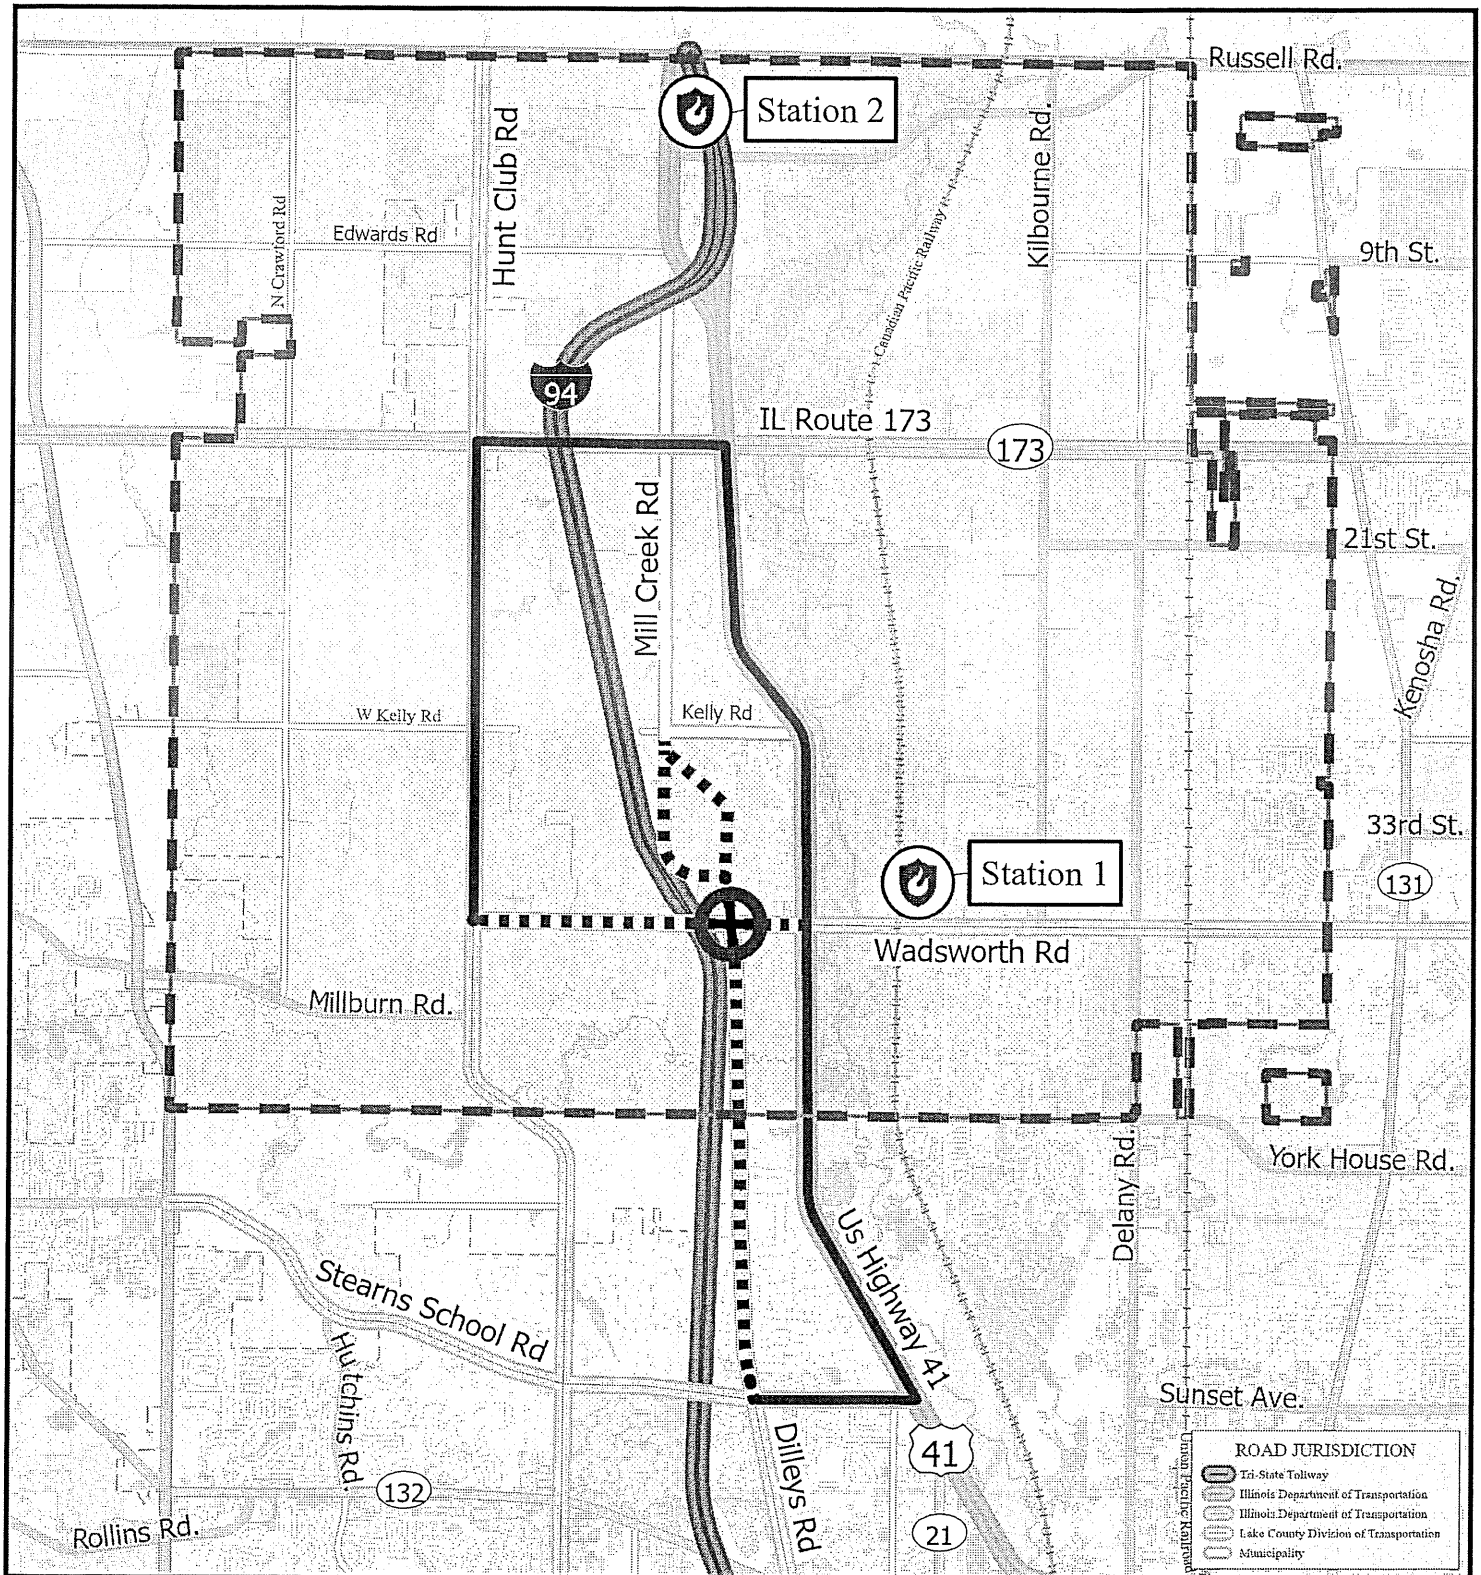 Russell Rd.
Station 2
Hunt Club Rd
Kilbourne Rd.
N Crawford Rd
Edwards Rd
Canadian Pacific Railway
9th St.
94
IL Route 173
173
Mill Creek Rd
21st St.
Kenosha Rd.
W Kelly Rd
Kelly Rd
33rd St.
Station 1
131
Wadsworth Rd
Millburn Rd.
Delany Rd.
York House Rd.
Us Highway 41
Stearns School Rd
Hutchins Rd.
Sunset Ave.
41
Dilleys Rd
132
21
Rollins Rd.
Union Pacific Railroad
ROAD JURISDICTION
Tri-State Tollway
Illinois Department of Transportation
Illinois Department of Transportation
Lake County Division of Transportation
Municipality